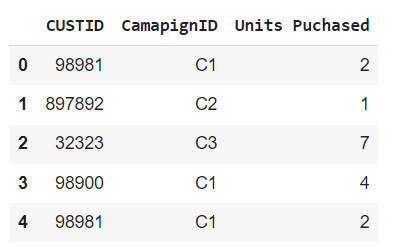 CUSTID CamapignID Units Puchased
0 98981 C1 2
1 897892 C2 1
2 32323 C3 7
3 98900 C1 4
4 98981 C1 2